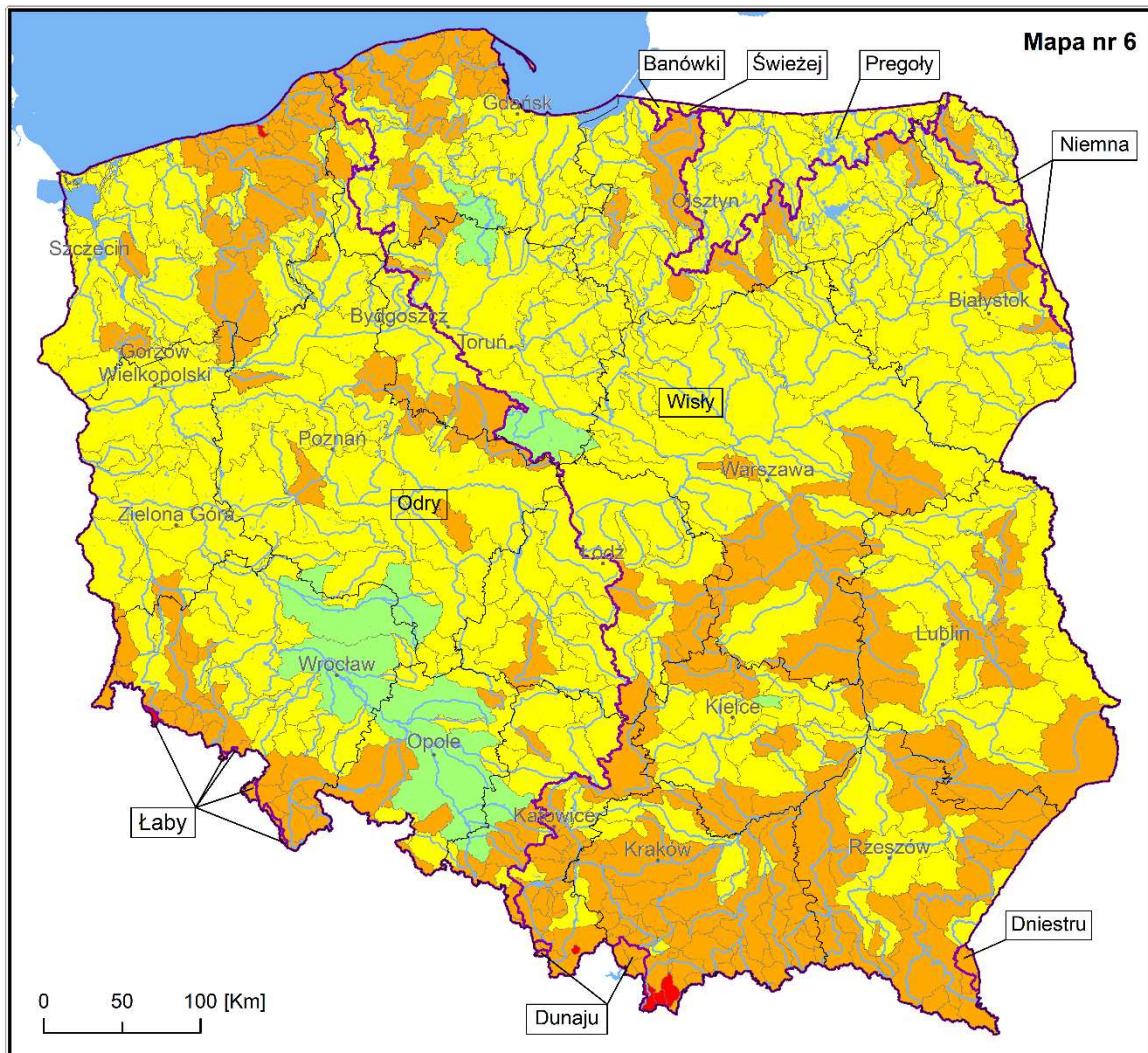 Mapa nr 6
Banówki
Świeżej
Pregoły
Gdańsk
Niemna
Olsztyn
Szczecin
Białystok
Bydgoszcz
Toruń
Gorzów
Wielkopolski
Wisły
Poznań
Warszawa
Odry
Zielona Góra
Łódź
Lublin
Wrocław
Kielce
Opole
Łaby
Katowice
Kraków
Rzeszów
Dniestru
0 50 100 [Km]
Dunaju